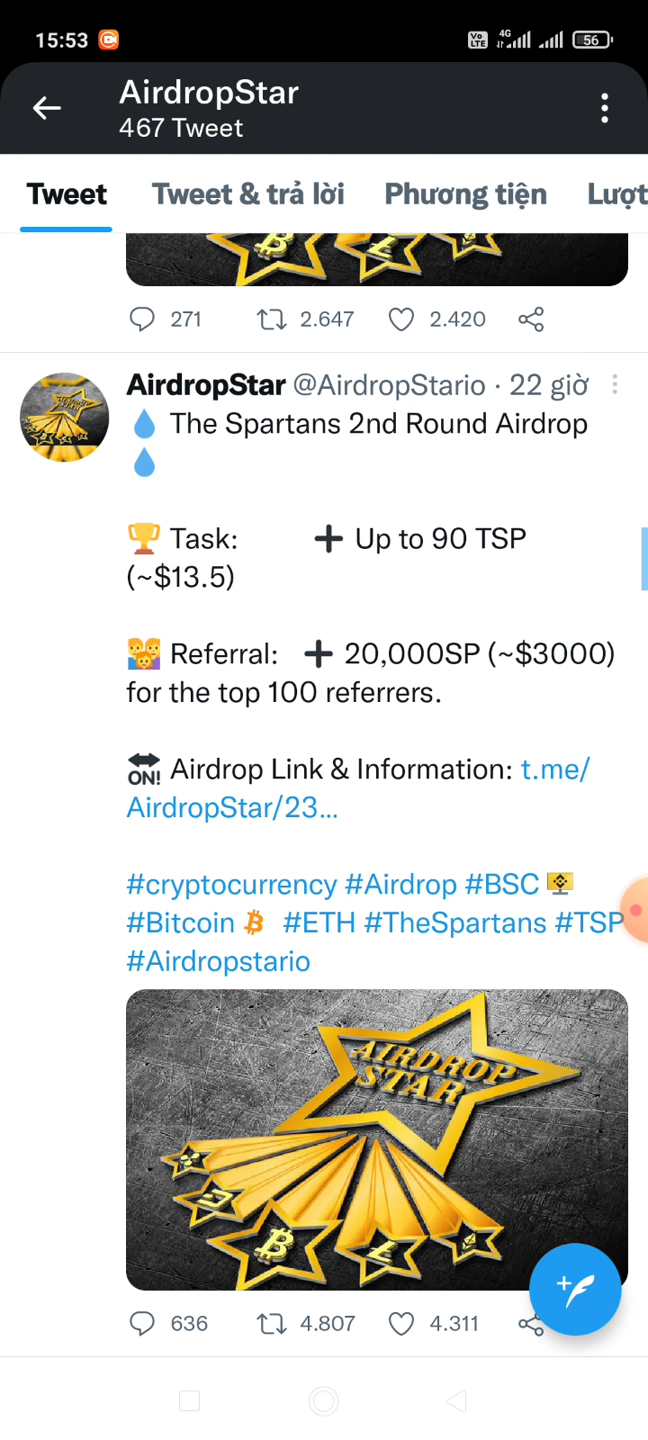 15:53 Vo LTE 4G 56
AirdropStar
467 Tweet
Tweet Tweet & trả lời Phương tiện Lượt
271 2.647 2.420
AirdropStar @AirdropStario · 22 giờ
💧 The Spartans 2nd Round Airdrop
💧
🏆 Task: ➕ Up to 90 TSP
(~$13.5)
👨‍👩‍👦 Referral: ➕ 20,000SP (~$3000)
for the top 100 referrers.
🔛 Airdrop Link & Information: t.me/
AirdropStar/23...
#cryptocurrency #Airdrop #BSC
#Bitcoin #ETH #TheSpartans #TSP
#Airdropstario
AIRDROP
STAR
636 4.807 4.311